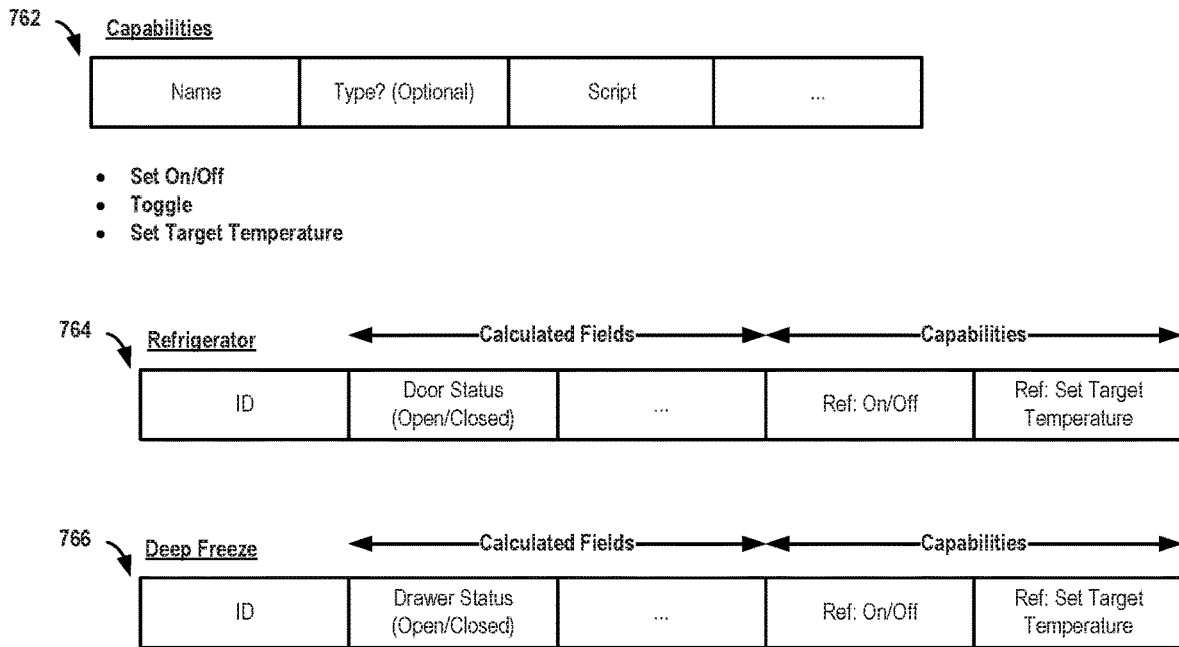 762
Capabilities
Name Type? (Optional) Script ...
• Set On/Off
• Toggle
• Set Target Temperature
764
Refrigerator Calculated Fields Capabilities
ID Door Status (Open/Closed) ... Ref: On/Off Ref: Set Target Temperature
766
Deep Freeze Calculated Fields Capabilities
ID Drawer Status (Open/Closed) ... Ref: On/Off Ref: Set Target Temperature